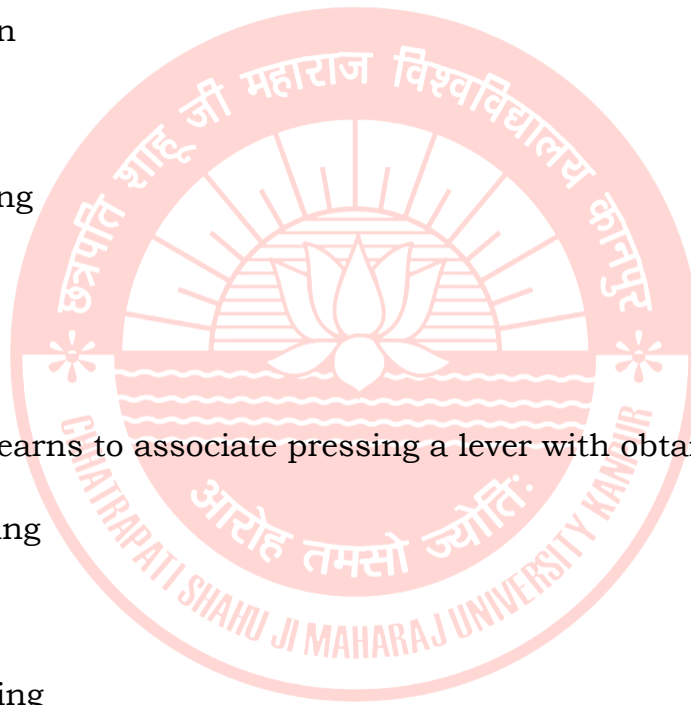 n
छत्रपति शाहू जी महाराज विश्वविद्यालय कानपुर
ng
earns to associate pressing a lever with obta
आरोह तमसो ज्योतिः
ng
CHHATRAPATI SHAHU JI MAHARAJ UNIVERSITY KANPUR
ing